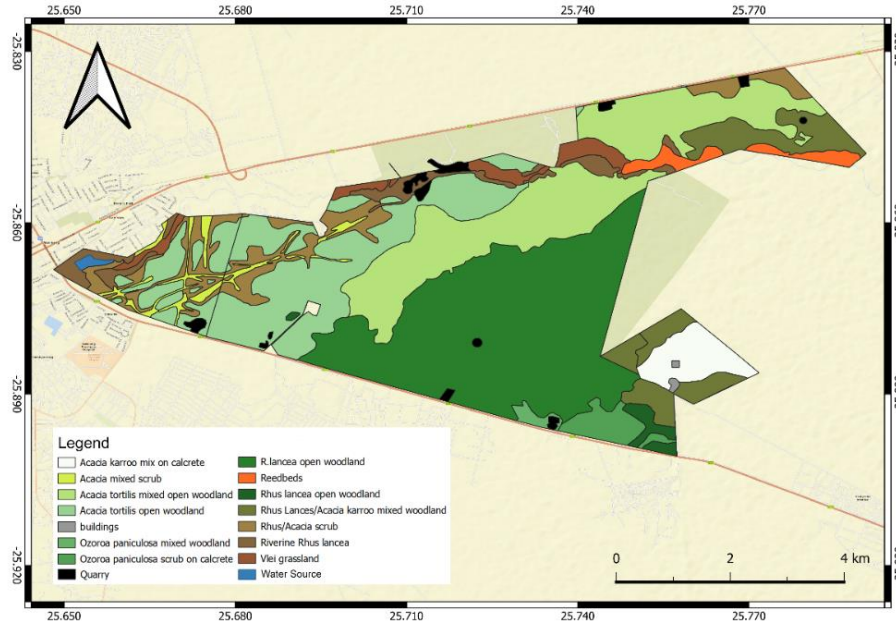 25.650 25.680 25.710 25.740 25.770
-25.830
-25.860
-25.890
-25.920
Legend
Acacia karroo mix on calcrete
Acacia mixed scrub
Acacia tortilis mixed open woodland
Acacia tortilis open woodland
buildings
Ozoroa paniculosa mixed woodland
Ozoroa paniculosa scrub on calcrete
Quarry
R.lancea open woodland
Reedbeds
Rhus lancea open woodland
Rhus Lances/Acacia karroo mixed woodland
Rhus/Acacia scrub
Riverine Rhus lancea
Vlei grassland
Water Source
0 2 4 km
25.650 25.680 25.710 25.740 25.770